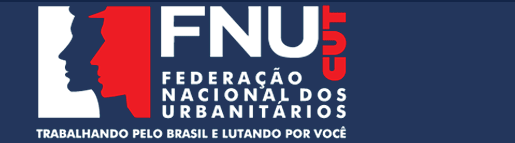 FNU CUT
FEDERAÇÃO
NACIONAL DOS
URBANITÁRIOS
TRABALHANDO PELO BRASIL E LUTANDO POR VOCÊ